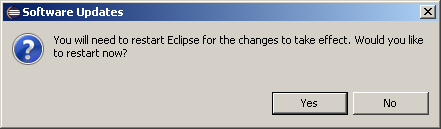 Software Updates
You will need to restart Eclipse for the changes to take effect. Would you like
to restart now?
Yes No